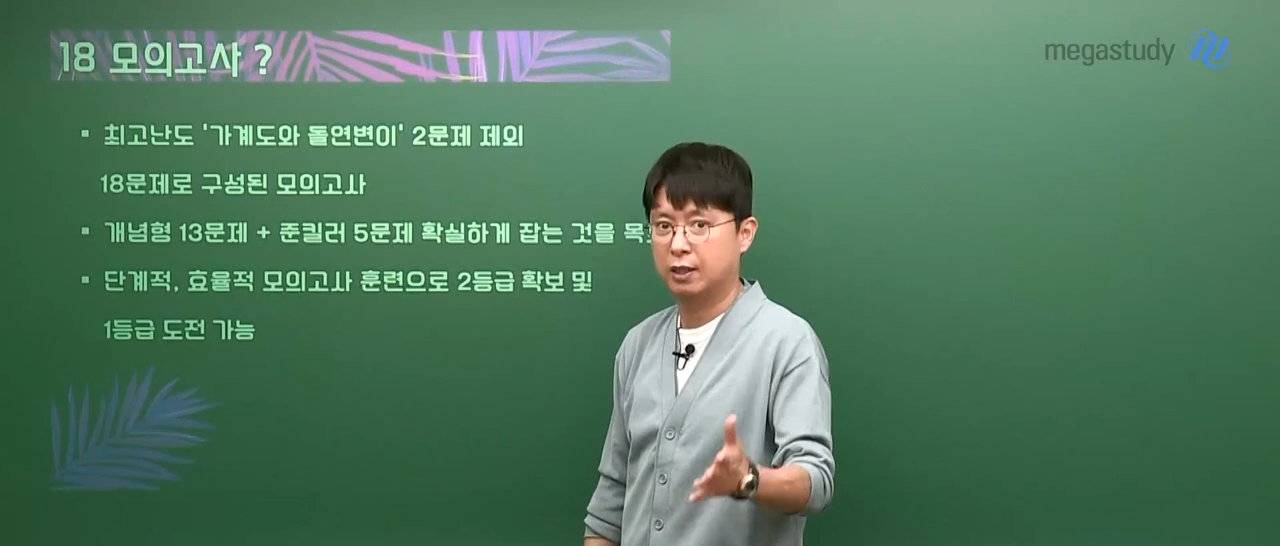 18 모의고사 ?
megastudy
▪ 최고난도 '가계도와 돌연변이' 2문제 제외
18문제로 구성된 모의고사
▪ 개념형 13문제 + 준킬러 5문제 확실하게 잡는 것을
▪ 단계적, 효율적 모의고사 훈련으로 2등급 확보 및
1등급 도전 가능